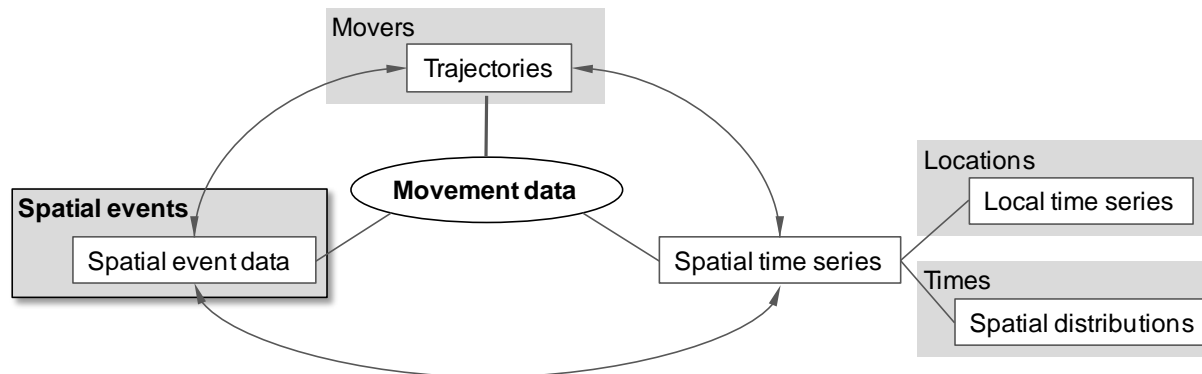 Movers
Trajectories
Movement data
Spatial events
Spatial event data
Spatial time series
Locations
Local time series
Times
Spatial distributions